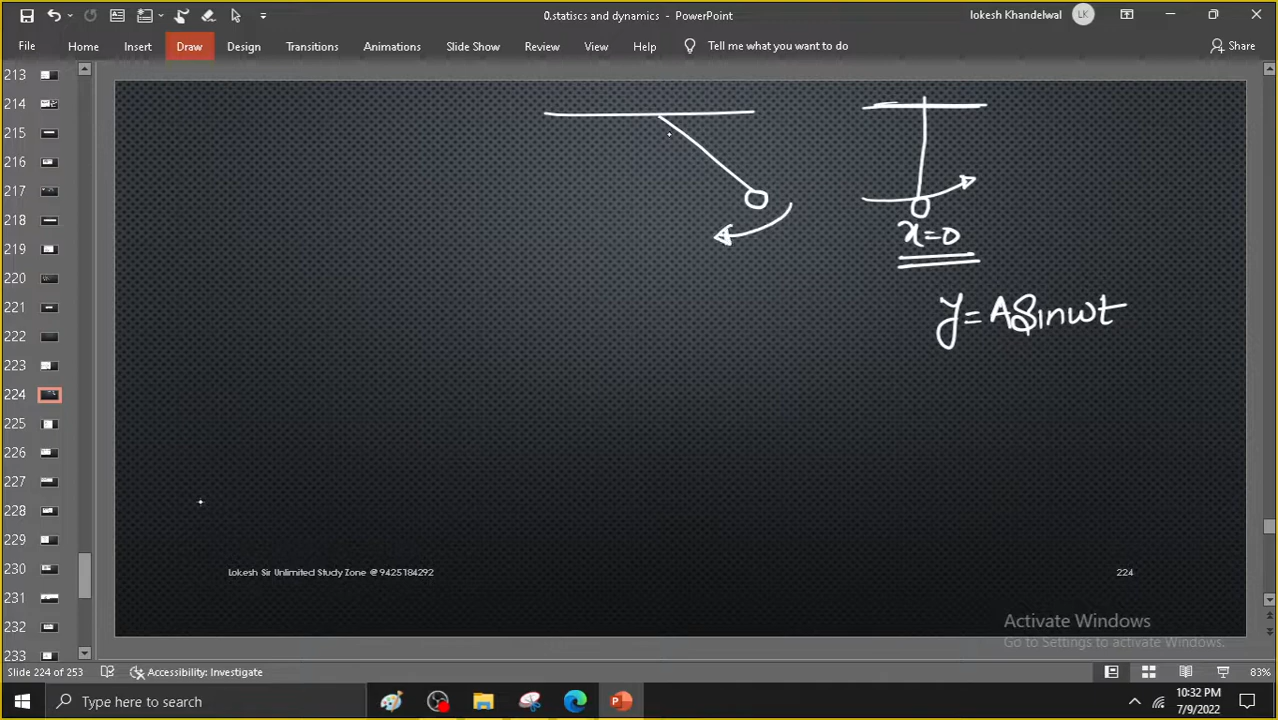 0.statiscs and dynamics - PowerPoint
lokesh Khandelwal
LK
File Home Insert Draw Design Transitions Animations Slide Show Review View Help Tell me what you want to do Share
213
214
215
216
217
218
219
220
221
222
223
224
225
226
227
228
229
230
231
232
233
x=0
y=ASinωt
Lokesh Sir Unlimited Study Zone @ 9425184292
224
Activate Windows
Go to Settings to activate Windows.
Slide 224 of 253 Accessibility: Investigate 83%
Type here to search
10:32 PM
7/9/2022